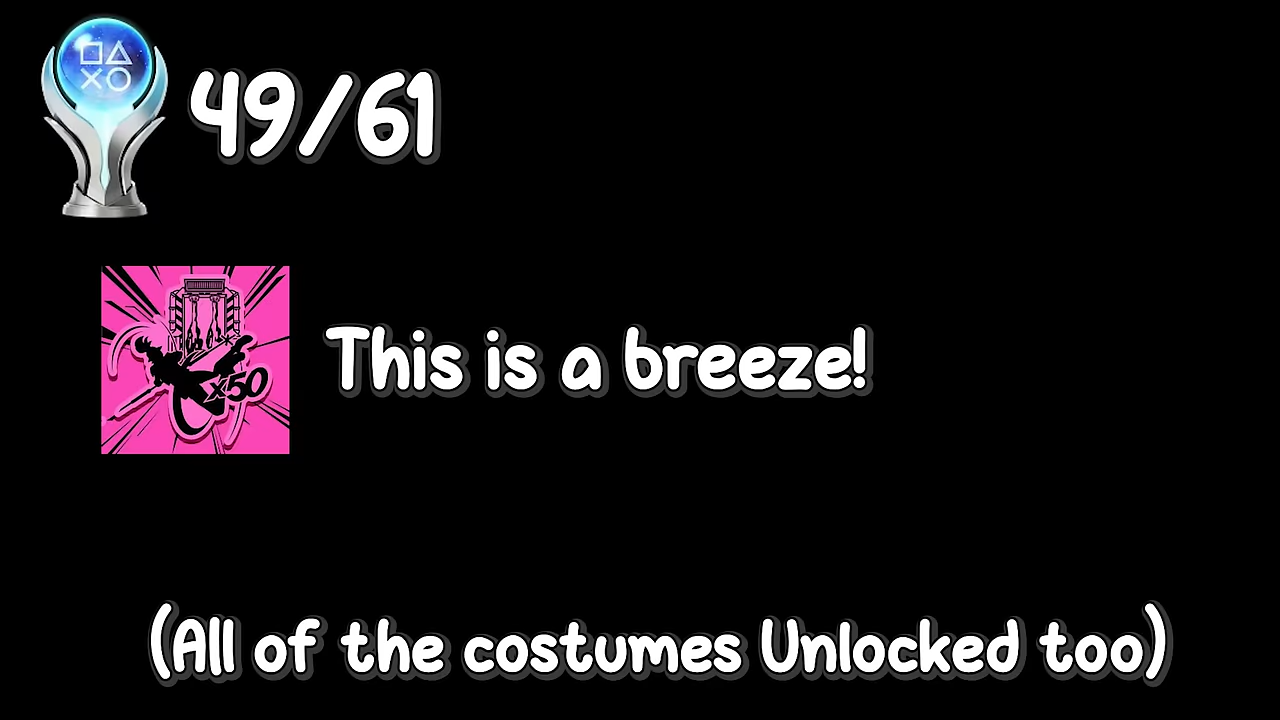 49/61
x50
This is a breeze!
(All of the costumes Unlocked too)